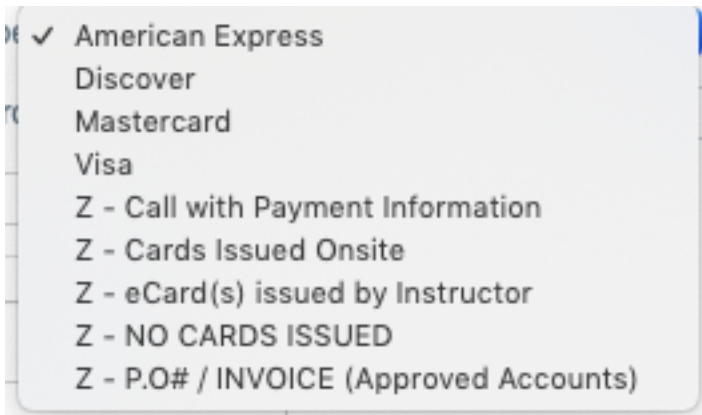 ✓ American Express
Discover
Mastercard
Visa
Z - Call with Payment Information
Z - Cards Issued Onsite
Z - eCard(s) issued by Instructor
Z - NO CARDS ISSUED
Z - P.O# / INVOICE (Approved Accounts)